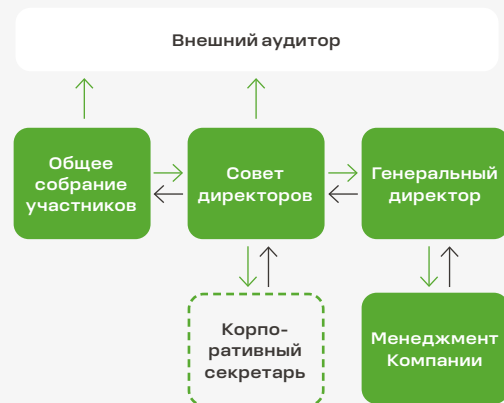 Внешний аудитор
Общее
собрание
участников
Совет
директоров
Генеральный
директор
Корпо-
ративный
секретарь
Менеджмент
Компании